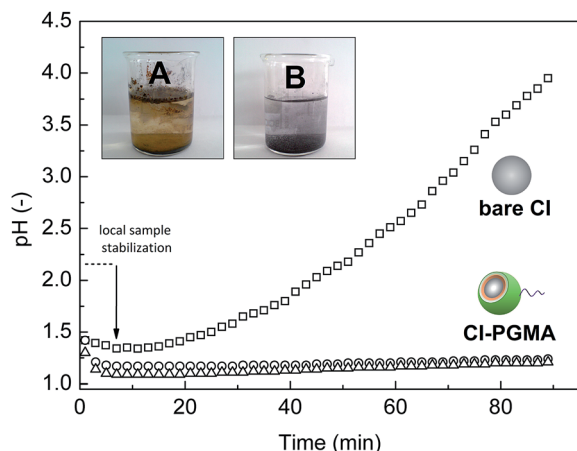 4.5
4.0
3.5
3.0
2.5
2.0
1.5
1.0
pH (-)
A
B
bare CI
local sample
stabilization
CI-PGMA
0
20
40
60
80
Time (min)